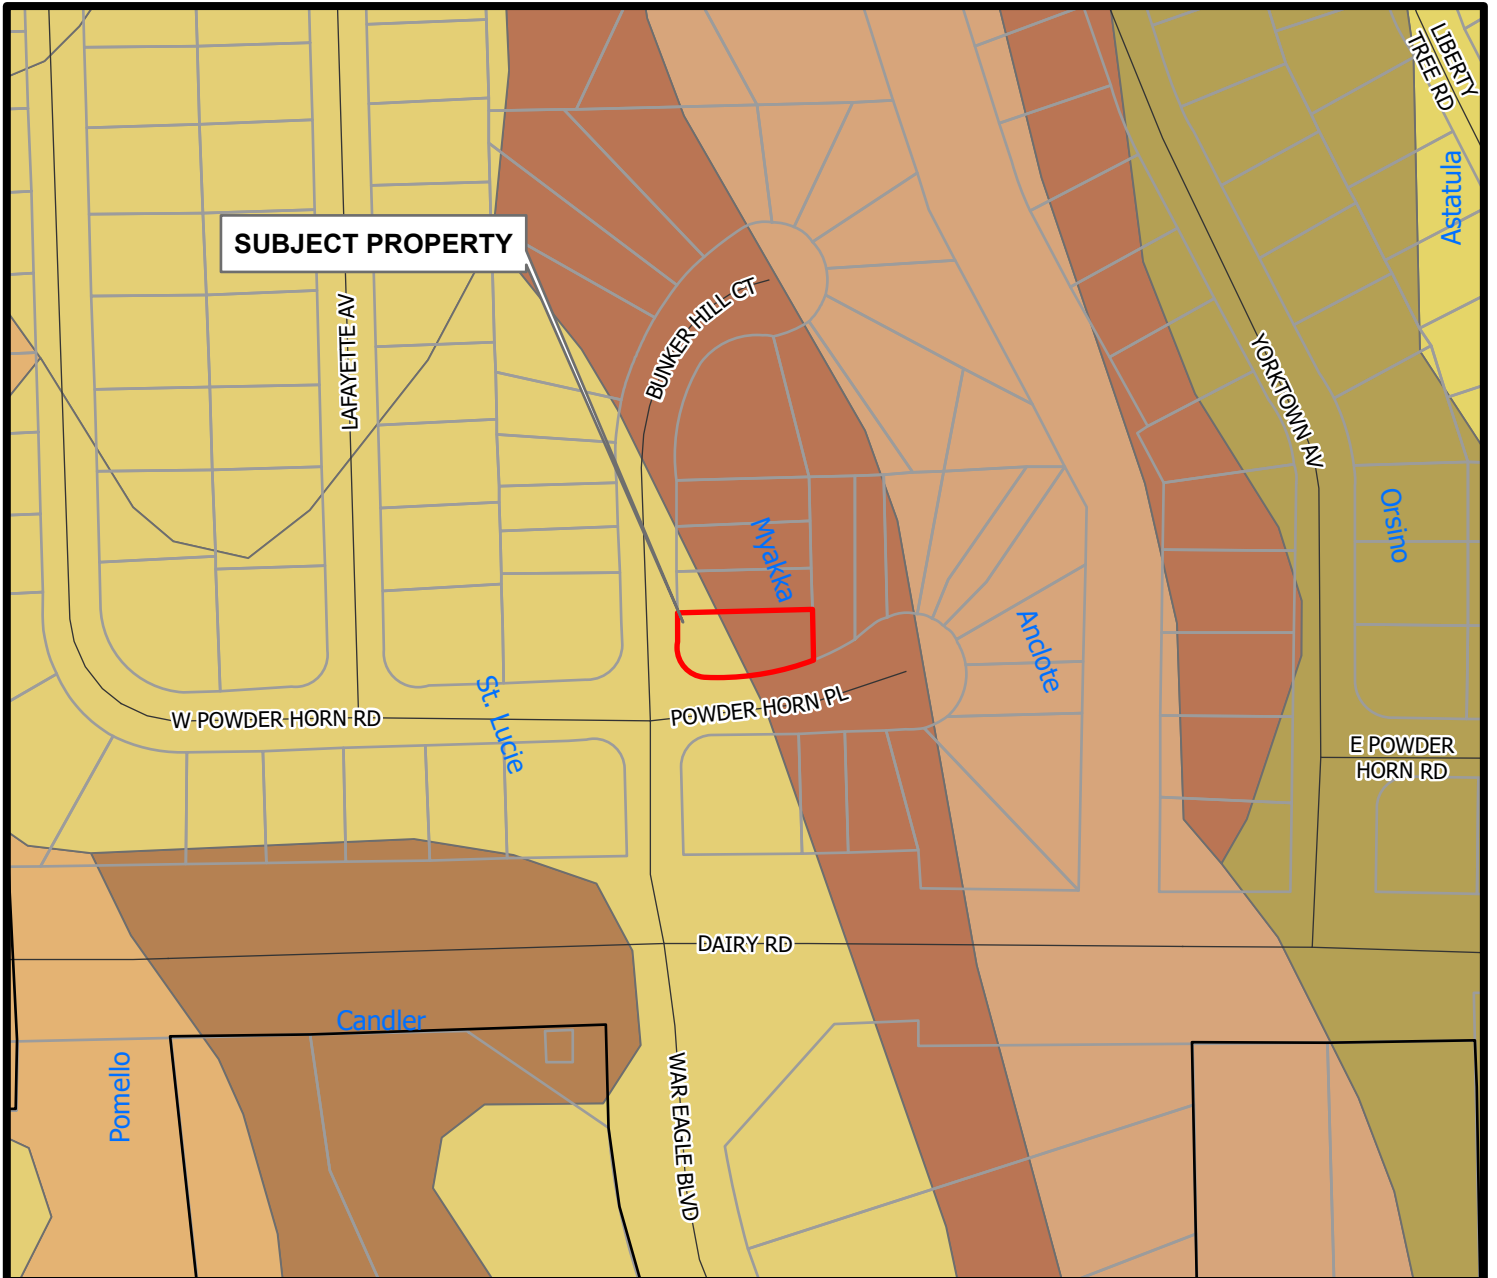 LIBERTY
TREE RD
Astatula
SUBJECT PROPERTY
BUNKER HILL CT
LAFAYETTE AV
YORKTOWN AV
Orsino
Myakka
Anclote
St. Lucie
POWDER HORN PL
W POWDER HORN RD
E POWDER
HORN RD
DAIRY RD
Candler
Pomello
WAR EAGLE BLVD